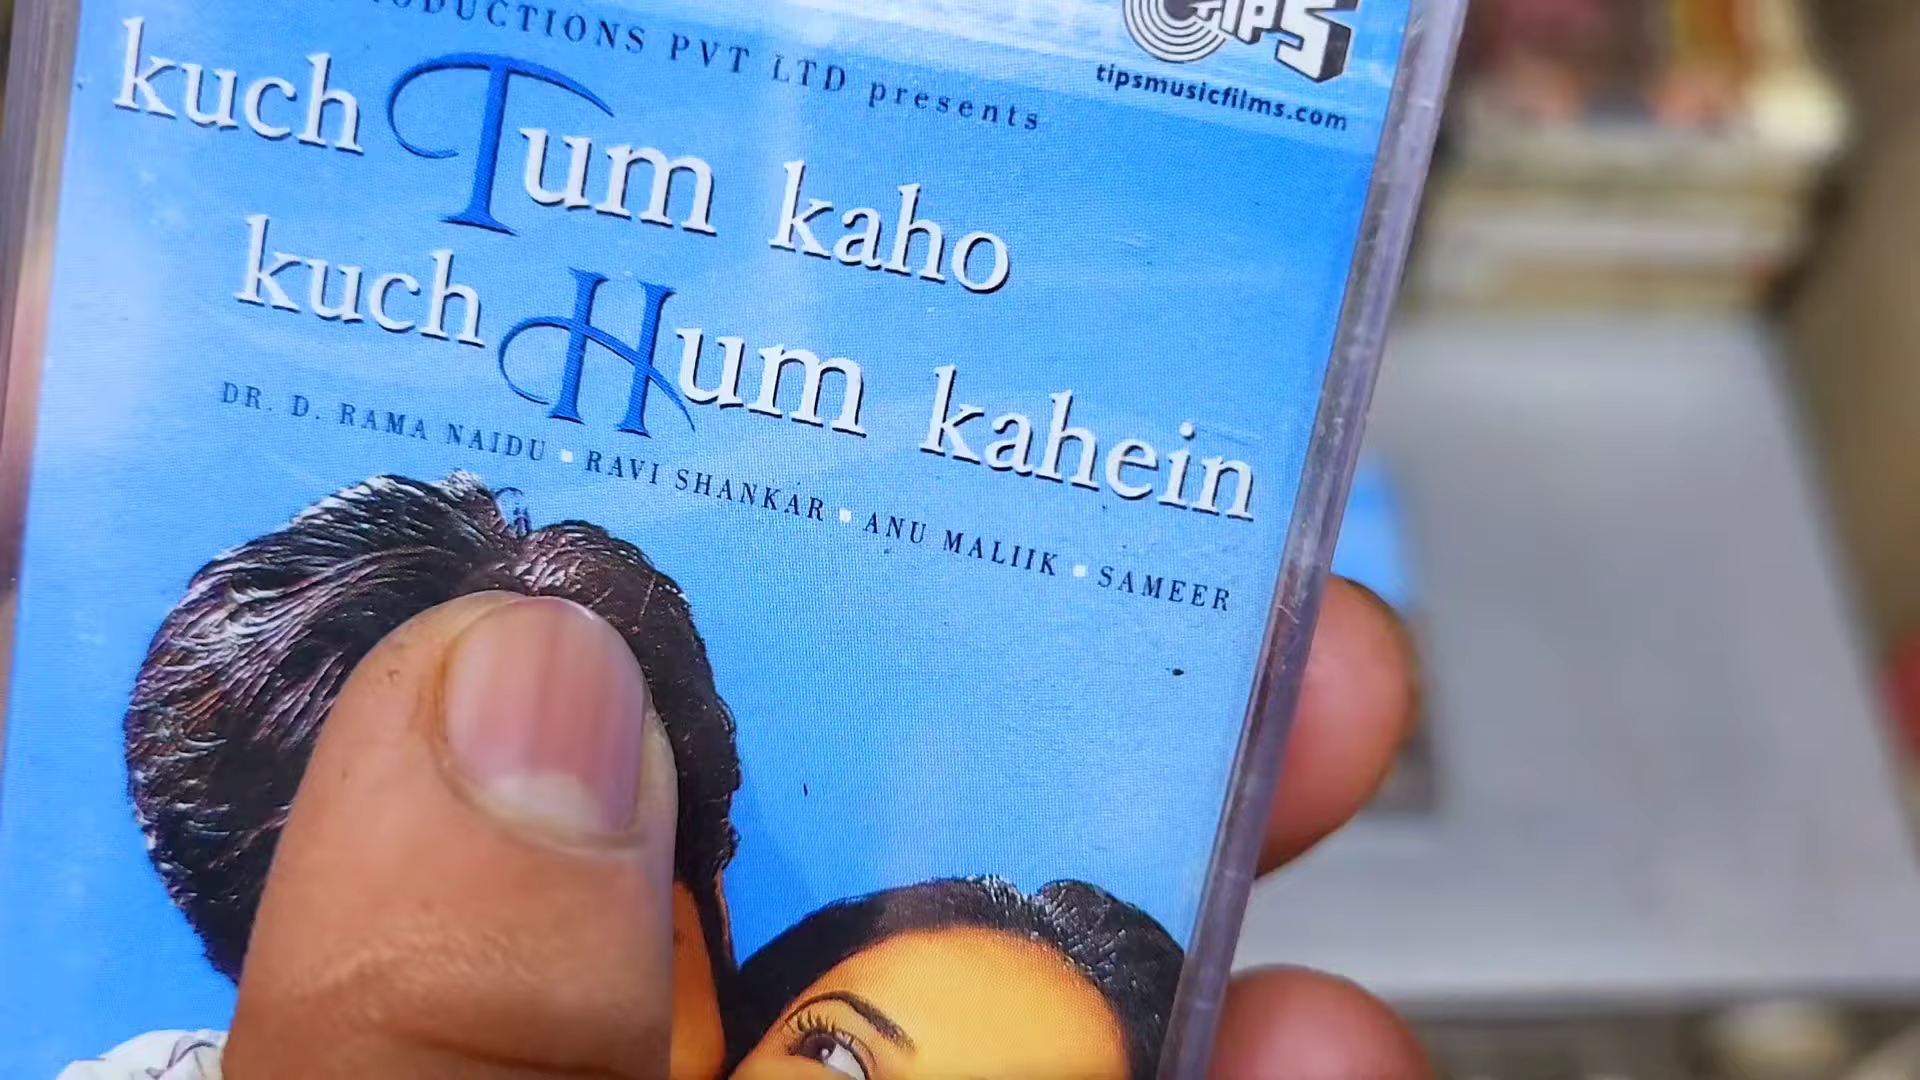 TIPS
tipsmusicfilms.com
PVT LTD presents
kuch Tum kaho
kuch Hum kahein
DR. D. RAMA NAIDU • RAVI SHANKAR • ANU MALIIK • SAMEER